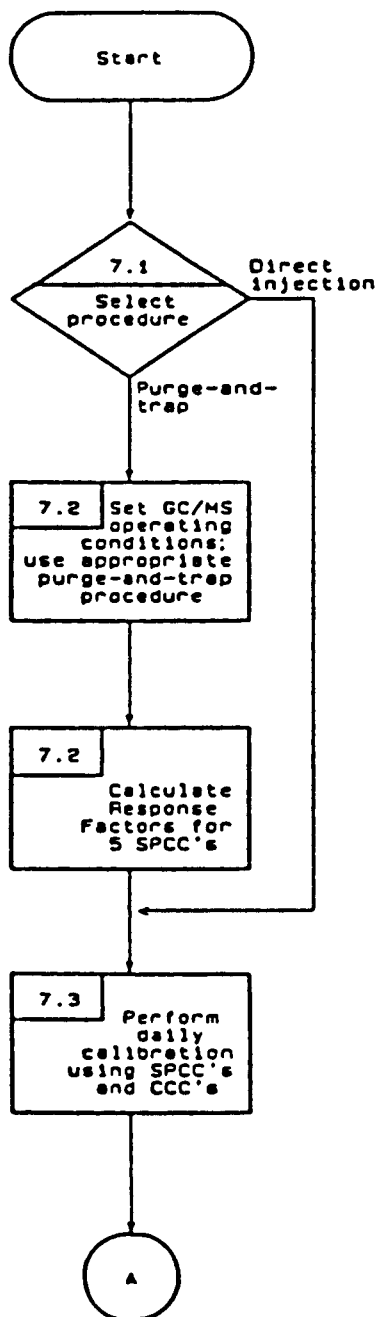 Start
7.1
Select
procedure
Direct
injection
Purge-and-
trap
7.2
Set GC/MS
operating
conditions;
use appropriate
purge-and-trap
procedure
7.2
Calculate
Response
Factors for
5 SPCC's
7.3
Perform
daily
calibration
using SPCC's
and CCC's
A